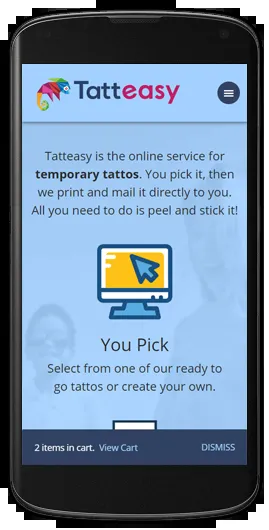 Tatteasy
Tatteasy is the online service for
temporary tattos. You pick it, then
we print and mail it directly to you.
All you need to do is peel and stick it!
You Pick
Select from one of our ready to
go tattos or create your own.
2 items in cart. View Cart DISMISS